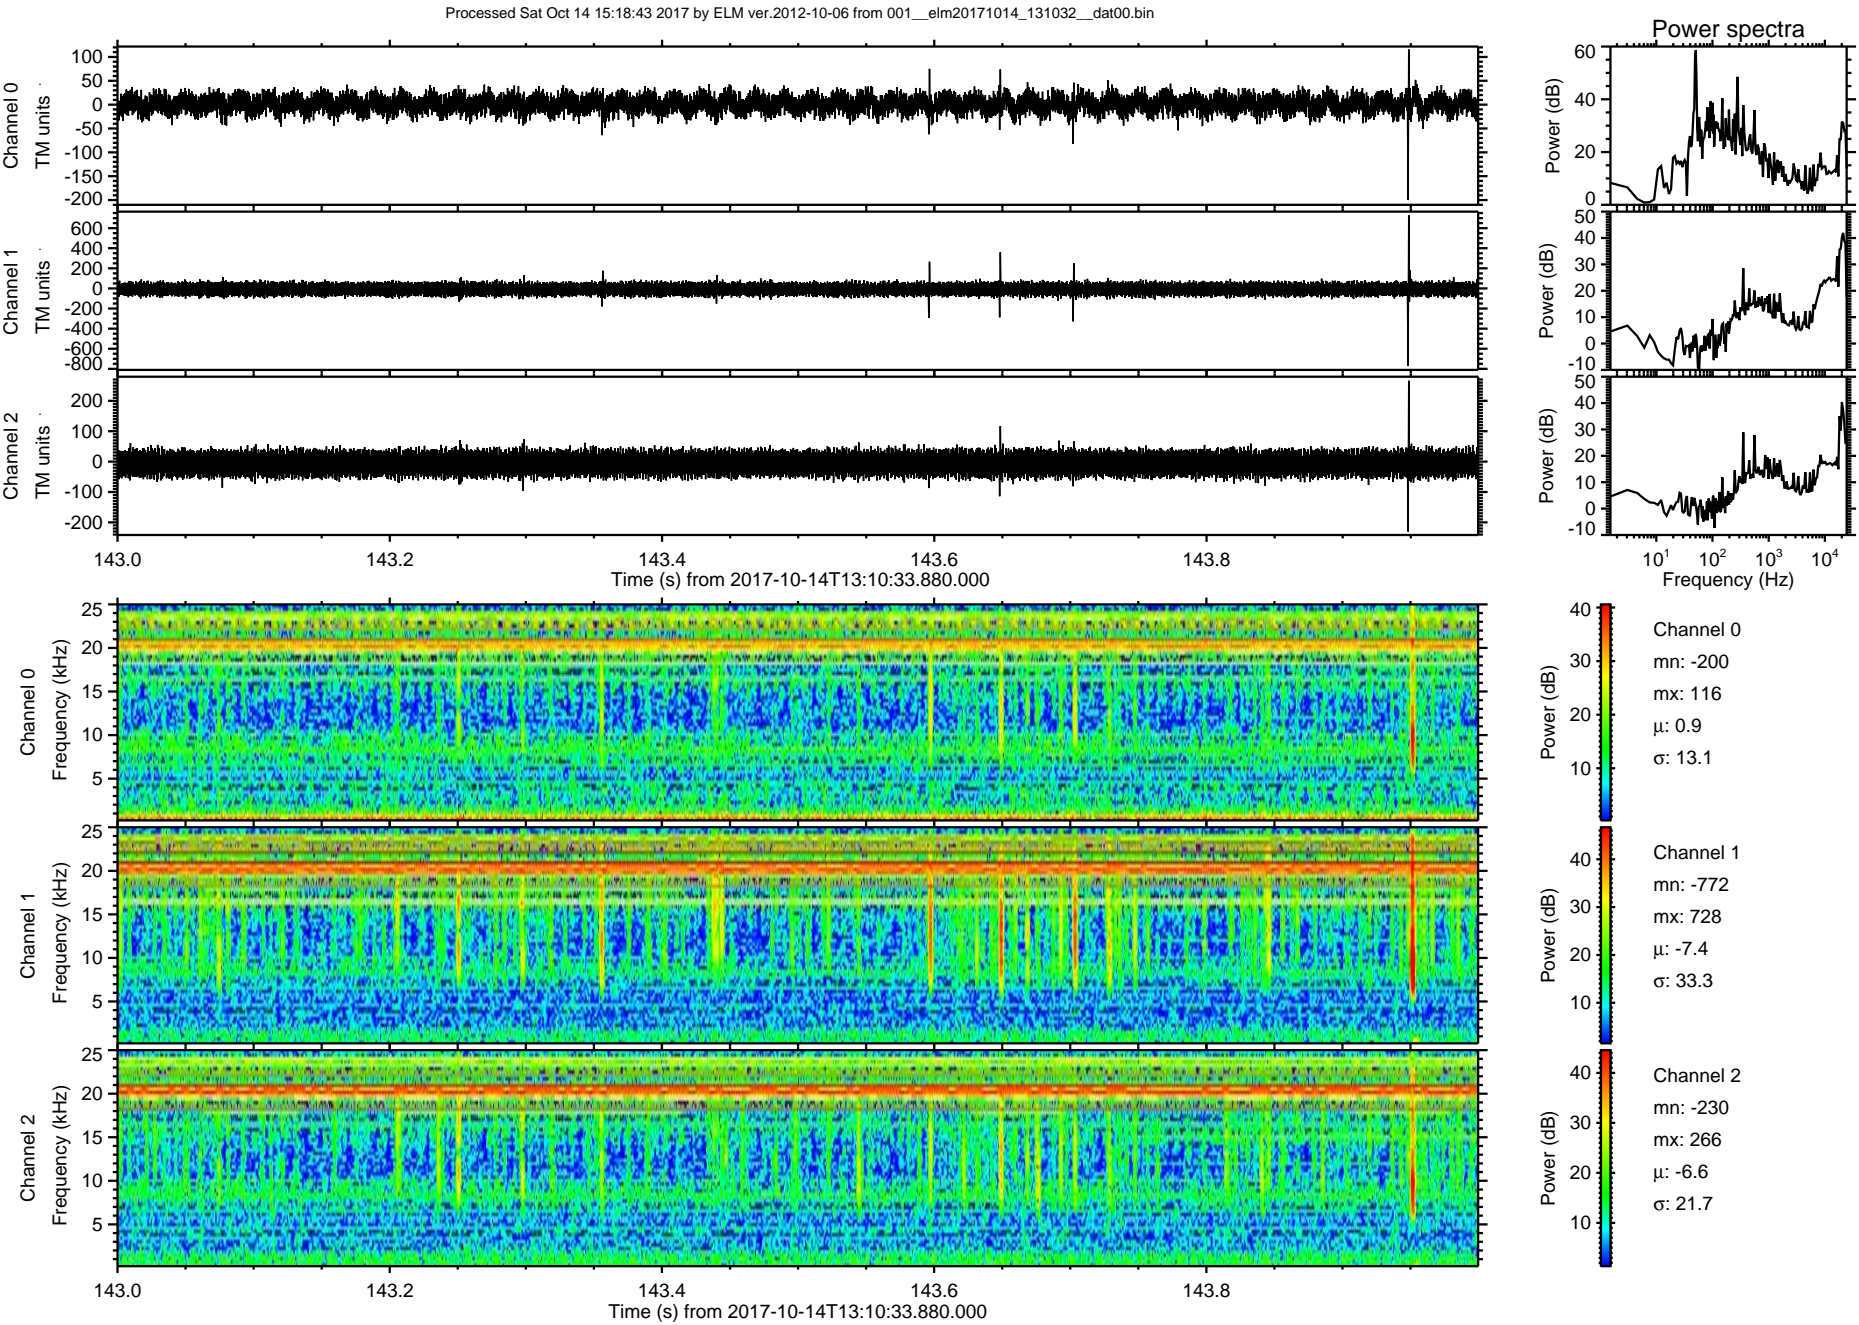 Processed Sat Oct 14 15:18:43 2017 by ELM ver.2012-10-06 from 001__elm20171014_131032__dat00.bin
Power spectra
Channel 0
TM units
100
50
0
-50
-100
-150
-200
Power (dB)
60
40
20
0
Channel 1
TM units
600
400
200
0
-200
-400
-600
-800
Power (dB)
50
40
30
20
10
0
-10
Channel 2
TM units
200
100
0
-100
-200
Power (dB)
50
40
30
20
10
0
-10
143.0 143.2 143.4 143.6 143.8
Time (s) from 2017-10-14T13:10:33.880.000
10^1 10^2 10^3 10^4
Frequency (Hz)
Channel 0
Frequency (kHz)
25
20
15
10
5
Power (dB)
40
30
20
10
Channel 0
mn: -200
mx: 116
μ: 0.9
σ: 13.1
Channel 1
Frequency (kHz)
25
20
15
10
5
Power (dB)
40
30
20
10
Channel 1
mn: -772
mx: 728
μ: -7.4
σ: 33.3
Channel 2
Frequency (kHz)
25
20
15
10
5
Power (dB)
40
30
20
10
Channel 2
mn: -230
mx: 266
μ: -6.6
σ: 21.7
143.0 143.2 143.4 143.6 143.8
Time (s) from 2017-10-14T13:10:33.880.000